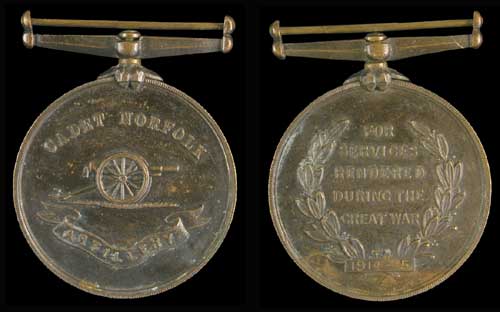 CADET NORFOLK
ARTILLERY
FOR
SERVICES
RENDERED
DURING THE
GREAT WAR